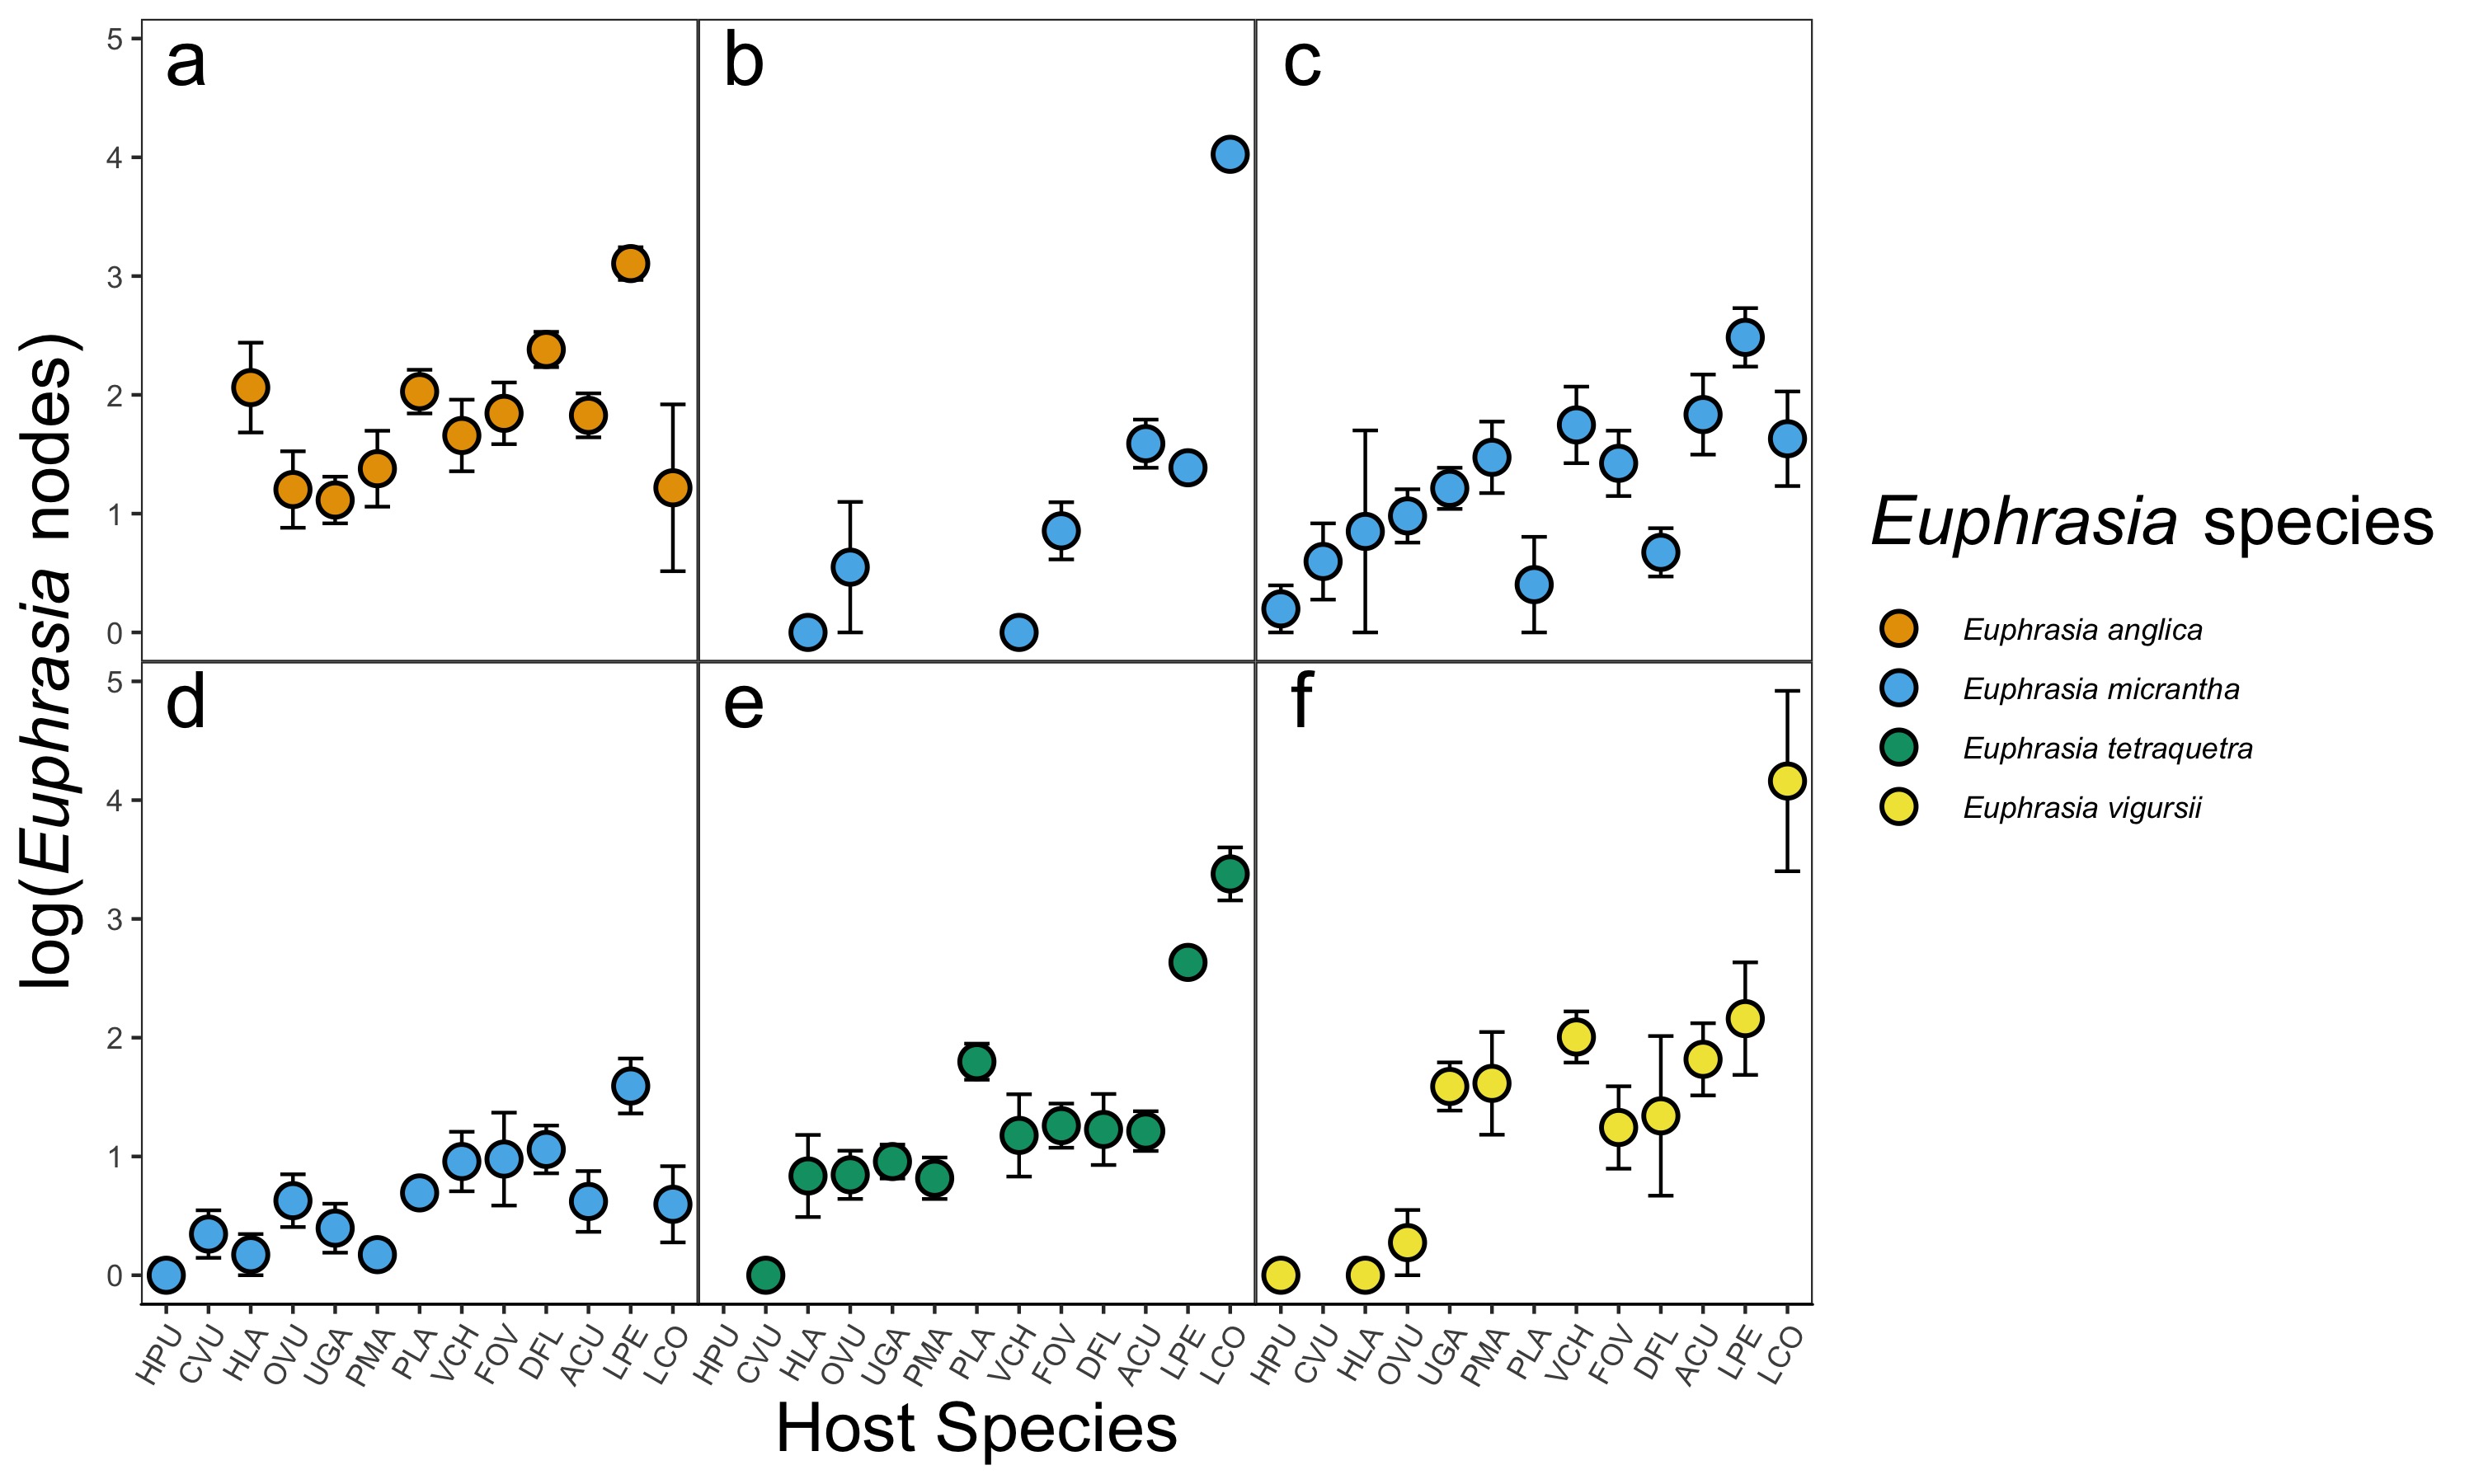 a
b
c
5
4
3
2
1
0
d
e
f
5
4
3
2
1
0
log(Euphrasia nodes)
HPU CVU HLA OVU UGA PMA PLA VCH FOV DFL ACU LPE LCO
HPU CVU HLA OVU UGA PMA PLA VCH FOV DFL ACU LPE LCO
HPU CVU HLA OVU UGA PMA PLA VCH FOV DFL ACU LPE LCO
Host Species
Euphrasia species
Euphrasia anglica
Euphrasia micrantha
Euphrasia tetraquetra
Euphrasia vigursii